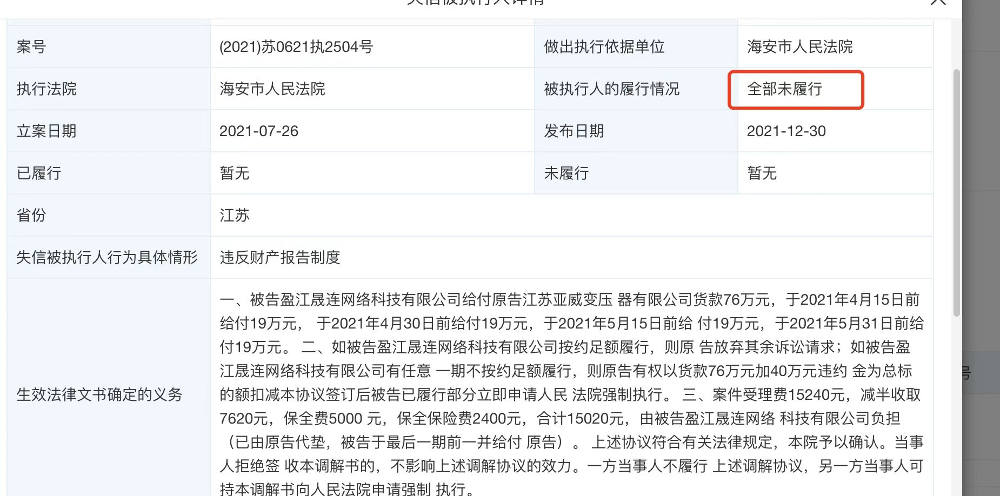 失信被执行人详情
案号 (2021)苏0621执2504号 做出执行依据单位 海安市人民法院
执行法院 海安市人民法院 被执行人的履行情况 全部未履行
立案日期 2021-07-26 发布日期 2021-12-30
已履行 暂无 未履行 暂无
省份 江苏
失信被执行人行为具体情形 违反财产报告制度
生效法律文书确定的义务
一、被告盈江晟连网络科技有限公司给付原告江苏亚威变压 器有限公司货款76万元，于2021年4月15日前
给付19万元， 于2021年4月30日前给付19万元，于2021年5月15日前给 付19万元，于2021年5月31日前给
付19万元。 二、如被告盈江晟连网络科技有限公司按约足额履行，则原 告放弃其余诉讼请求；如被告盈
江晟连网络科技有限公司有任意 一期不按约足额履行，则原告有权以货款76万元加40万元违约 金为总标
的额扣减本协议签订后被告已履行部分立即申请人民 法院强制执行。 三、案件受理费15240元，减半收取
7620元，保全费5000 元，保全保险费2400元，合计15020元，由被告盈江晟连网络 科技有限公司负担
（已由原告代垫，被告于最后一期前一并给付 原告）。 上述协议符合有关法律规定，本院予以确认。当事
人拒绝签 收本调解书的，不影响上述调解协议的效力。一方当事人不履行 上述调解协议，另一方当事人可
持本调解书向人民法院申请强制 执行。
号